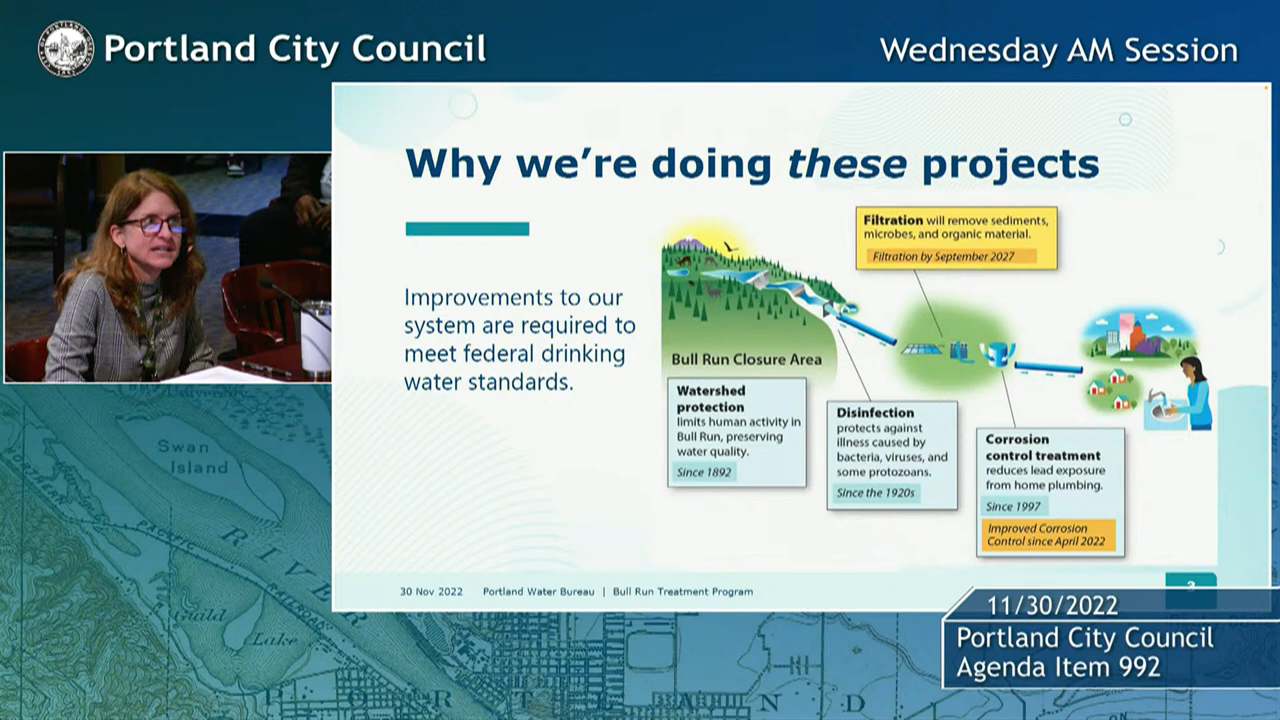 Portland City Council
Wednesday AM Session
Why we're doing these projects
Improvements to our
system are required to
meet federal drinking
water standards.
Filtration will remove sediments,
microbes, and organic material.
Filtration by September 2027
Bull Run Closure Area
Watershed
protection
limits human activity in
Bull Run, preserving
water quality.
Since 1892
Disinfection
protects against
illness caused by
bacteria, viruses, and
some protozoans.
Since the 1920s
Corrosion
control treatment
reduces lead exposure
from home plumbing.
Since 1997
Improved Corrosion
Control since April 2022
30 Nov 2022 Portland Water Bureau | Bull Run Treatment Program
3
11/30/2022
Portland City Council
Agenda Item 992
Swan
Island
RIVER
Guild
Lake